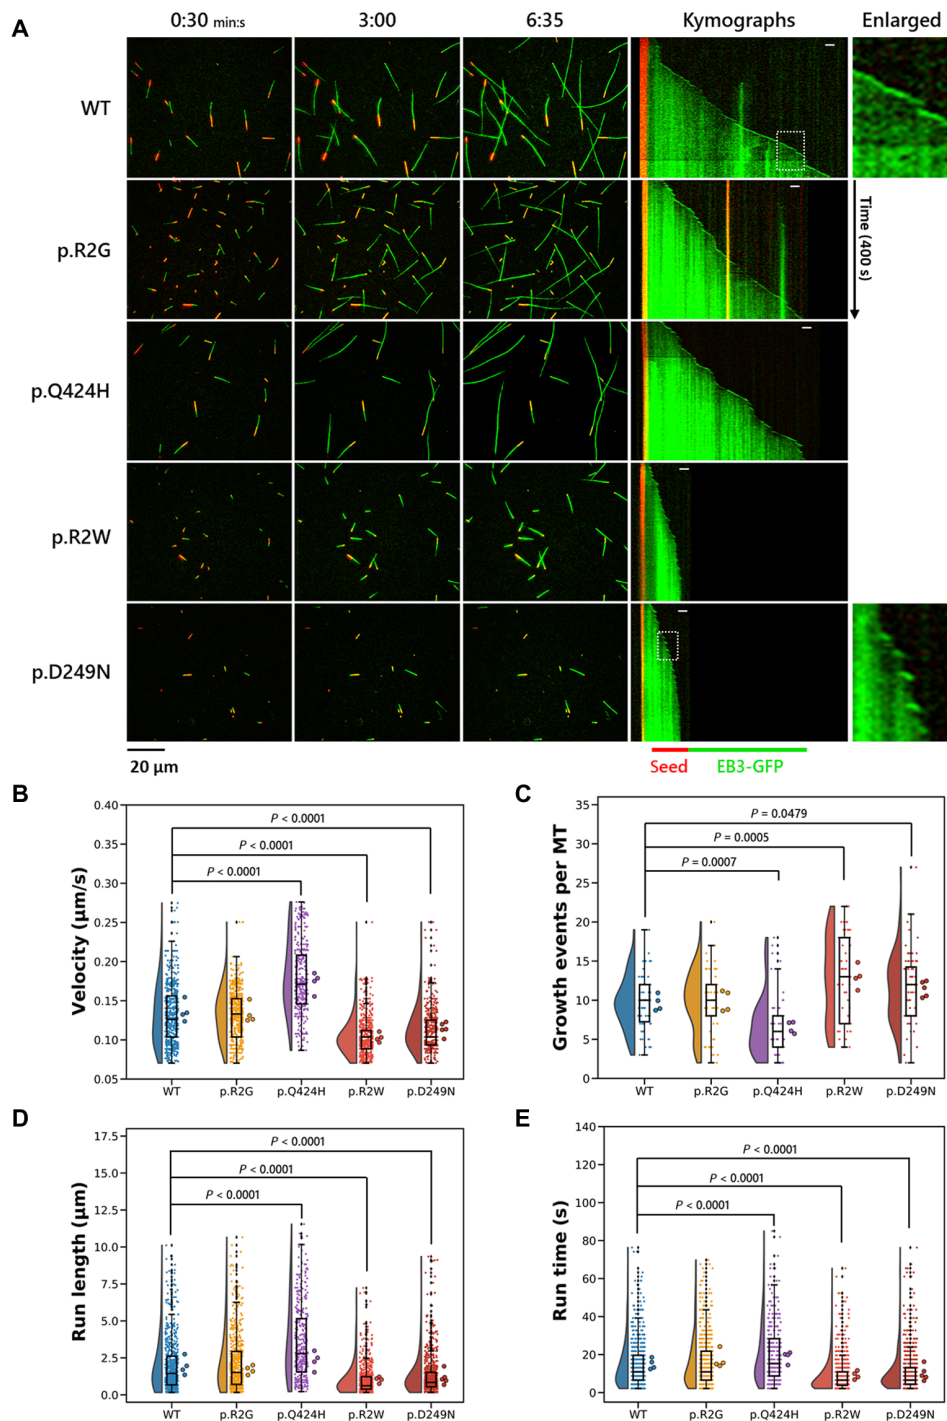 A
0:30 min:s 3:00 6:35 Kymographs Enlarged
WT
p.R2G
Time (400 s)
p.Q424H
p.R2W
p.D249N
20 μm
Seed EB3-GFP
B
Velocity (μm/s)
0.40
0.35
0.30
0.25
0.20
0.15
0.10
0.05
P < 0.0001
P < 0.0001
P < 0.0001
WT p.R2G p.Q424H p.R2W p.D249N
C
Growth events per MT
35
30
25
20
15
10
5
0
P = 0.0479
P = 0.0005
P = 0.0007
WT p.R2G p.Q424H p.R2W p.D249N
D
Run length (μm)
17.5
15.0
12.5
10.0
7.5
5.0
2.5
0.0
P < 0.0001
P < 0.0001
P < 0.0001
WT p.R2G p.Q424H p.R2W p.D249N
E
Run time (s)
140
120
100
80
60
40
20
0
P < 0.0001
P < 0.0001
P < 0.0001
WT p.R2G p.Q424H p.R2W p.D249N